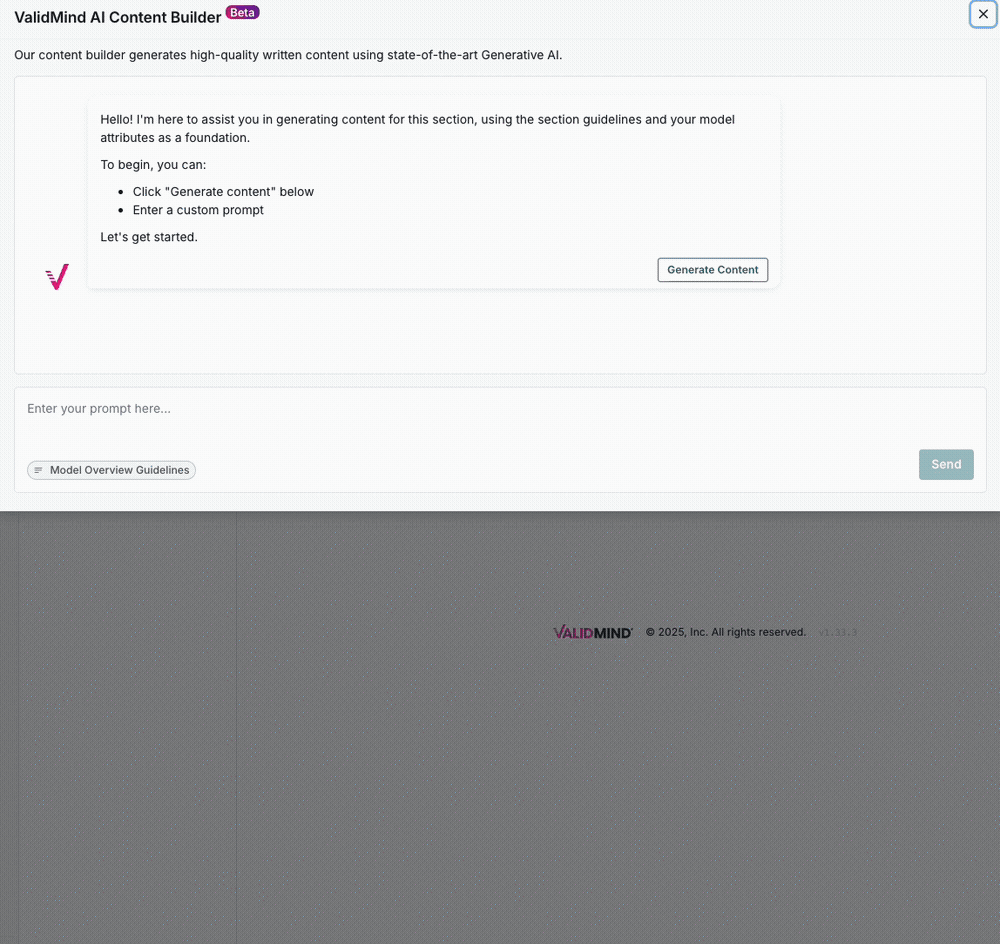 ValidMind AI Content Builder Beta
Our content builder generates high-quality written content using state-of-the-art Generative AI.
Hello! I'm here to assist you in generating content for this section, using the section guidelines and your model
attributes as a foundation.
To begin, you can:
• Click "Generate content" below
• Enter a custom prompt
Let's get started.
Generate Content
Enter your prompt here...
Model Overview Guidelines
Send
VALIDMIND © 2025, Inc. All rights reserved.